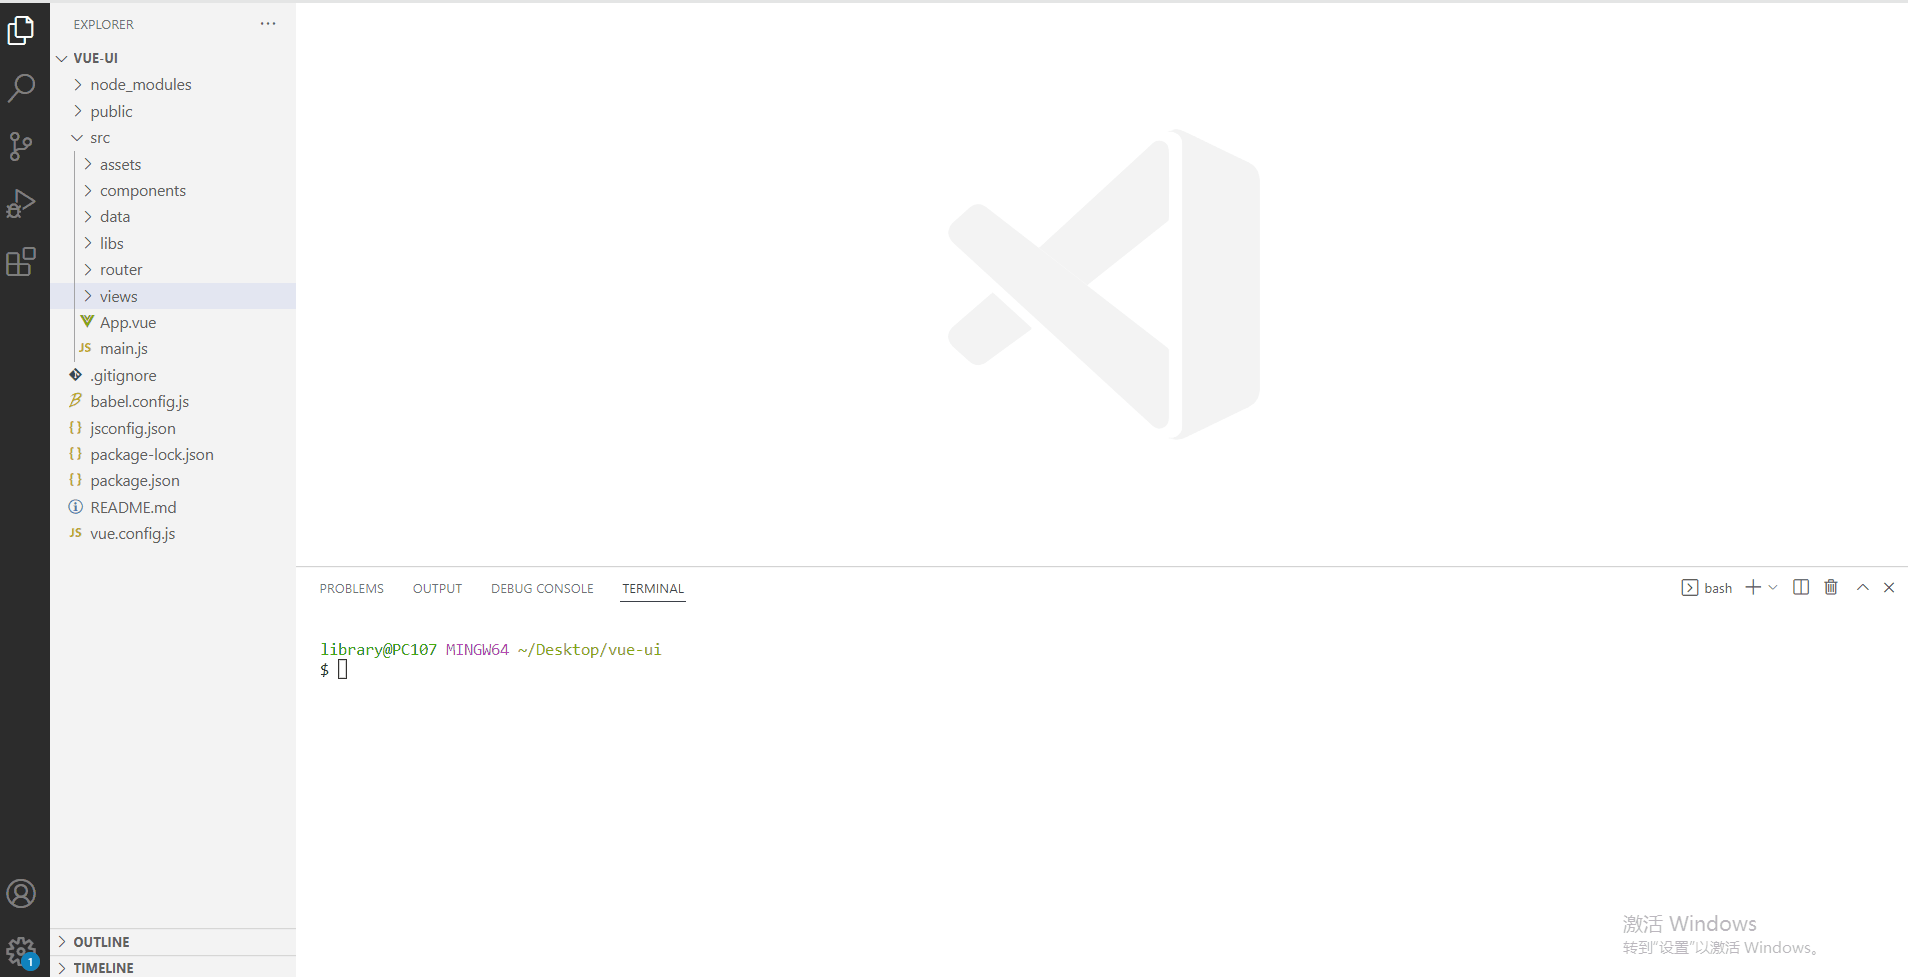 EXPLORER
VUE-UI
node_modules
public
src
assets
components
data
libs
router
views
App.vue
JS main.js
.gitignore
babel.config.js
{} jsconfig.json
{} package-lock.json
{} package.json
README.md
JS vue.config.js
OUTLINE
TIMELINE
1
PROBLEMS OUTPUT DEBUG CONSOLE TERMINAL
bash
library@PC107 MINGW64 ~/Desktop/vue-ui
$
激活 Windows
转到“设置”以激活 Windows。